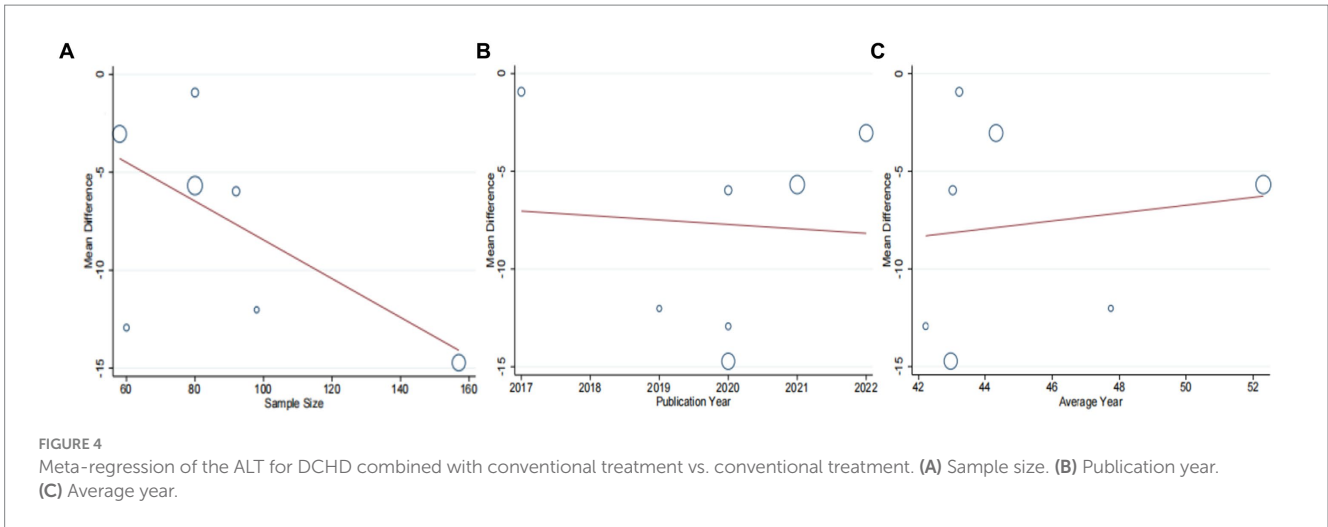 A
B
C
0
-5
-10
-15
Mean Difference
60
80
100
120
140
160
Sample Size
0
-5
-10
-15
Mean Difference
2017
2018
2019
2020
2021
2022
Publication Year
0
-5
-10
-15
Mean Difference
42
44
46
48
50
52
Average Year
FIGURE 4
Meta-regression of the ALT for DCHD combined with conventional treatment vs. conventional treatment. (A) Sample size. (B) Publication year.
(C) Average year.